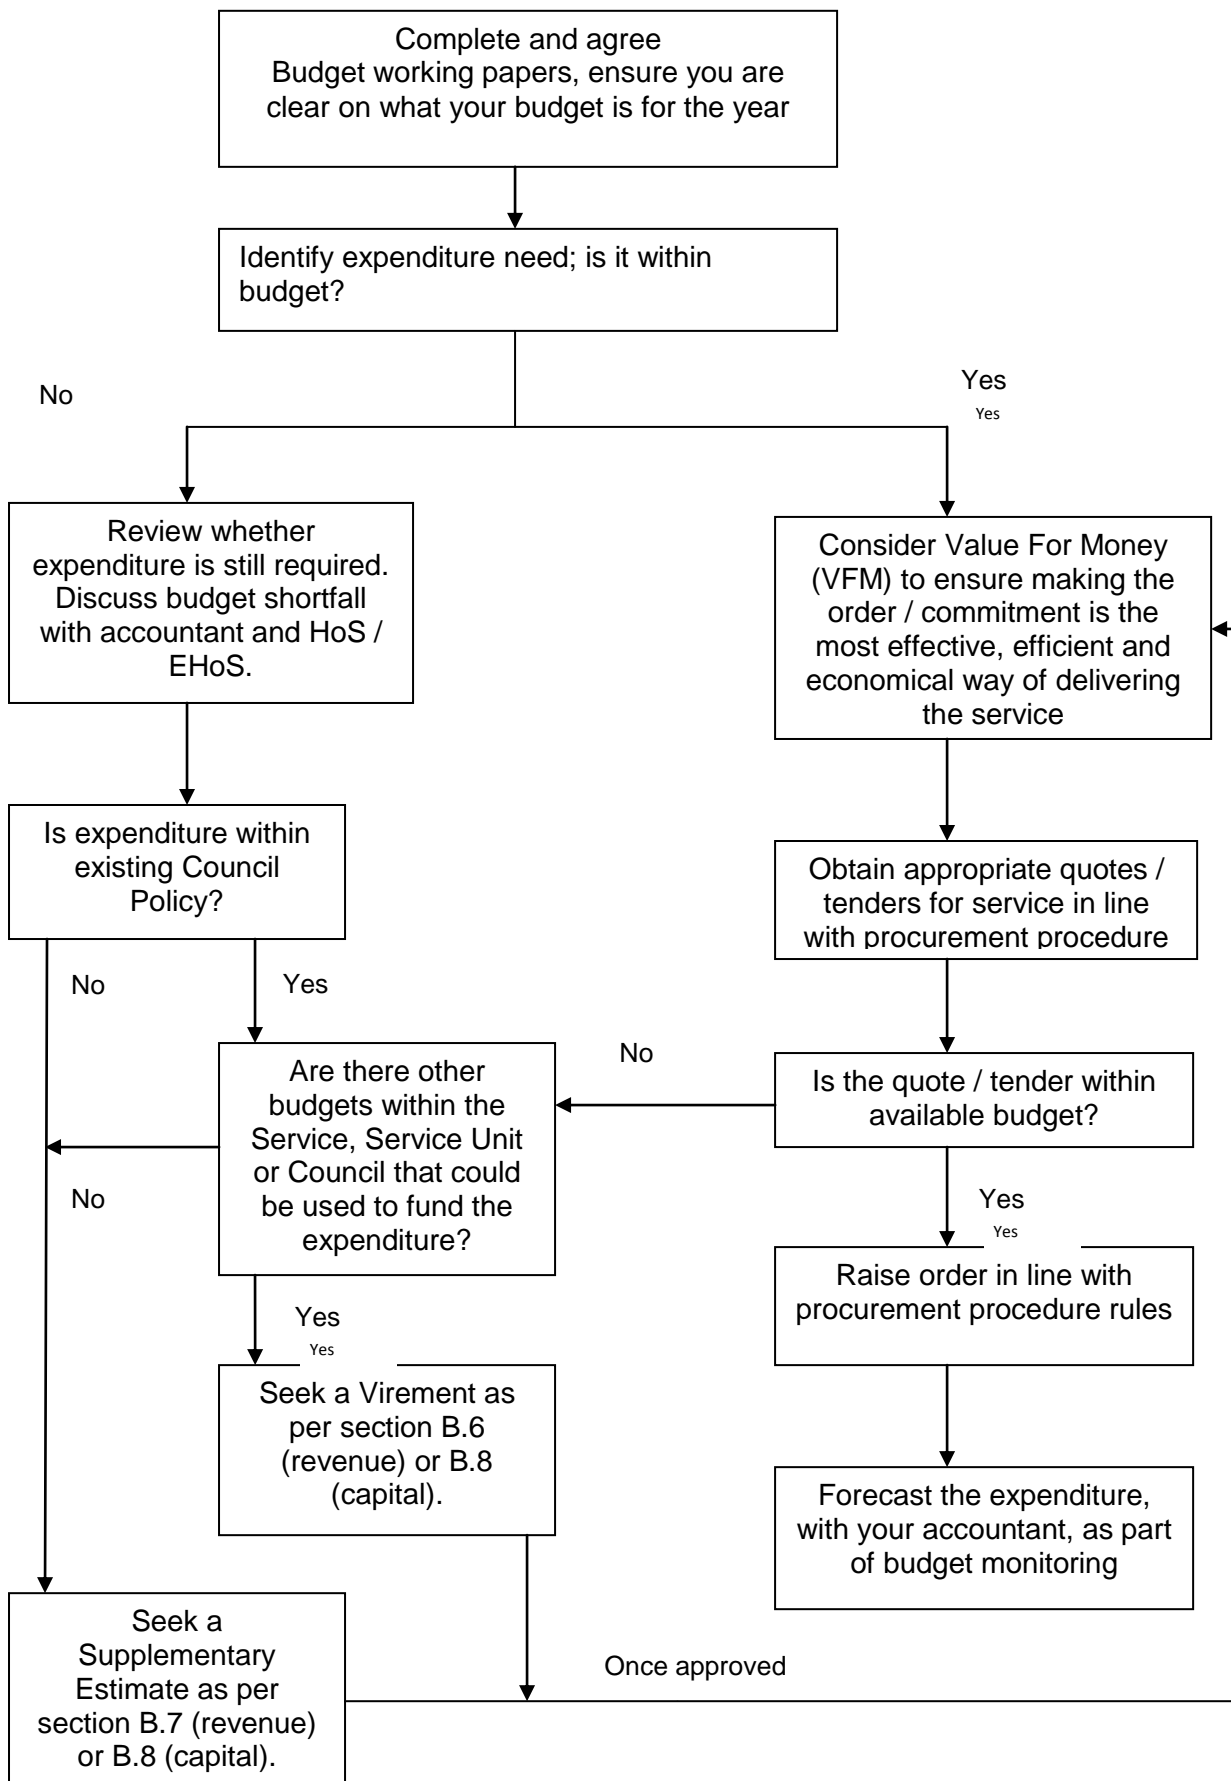 Complete and agree
Budget working papers, ensure you are
clear on what your budget is for the year
Identify expenditure need; is it within
budget?
No
Yes
Yes
Review whether
expenditure is still required.
Discuss budget shortfall
with accountant and HoS /
EHoS.
Consider Value For Money
(VFM) to ensure making the
order / commitment is the
most effective, efficient and
economical way of delivering
the service
Is expenditure within
existing Council
Policy?
Obtain appropriate quotes /
tenders for service in line
with procurement procedure
No
Yes
Are there other
budgets within the
Service, Service Unit
or Council that could
be used to fund the
expenditure?
No
Is the quote / tender within
available budget?
No
Yes
Yes
Raise order in line with
procurement procedure rules
Yes
Yes
Seek a Virement as
per section B.6
(revenue) or B.8
(capital).
Forecast the expenditure,
with your accountant, as part
of budget monitoring
Seek a
Supplementary
Estimate as per
section B.7 (revenue)
or B.8 (capital).
Once approved